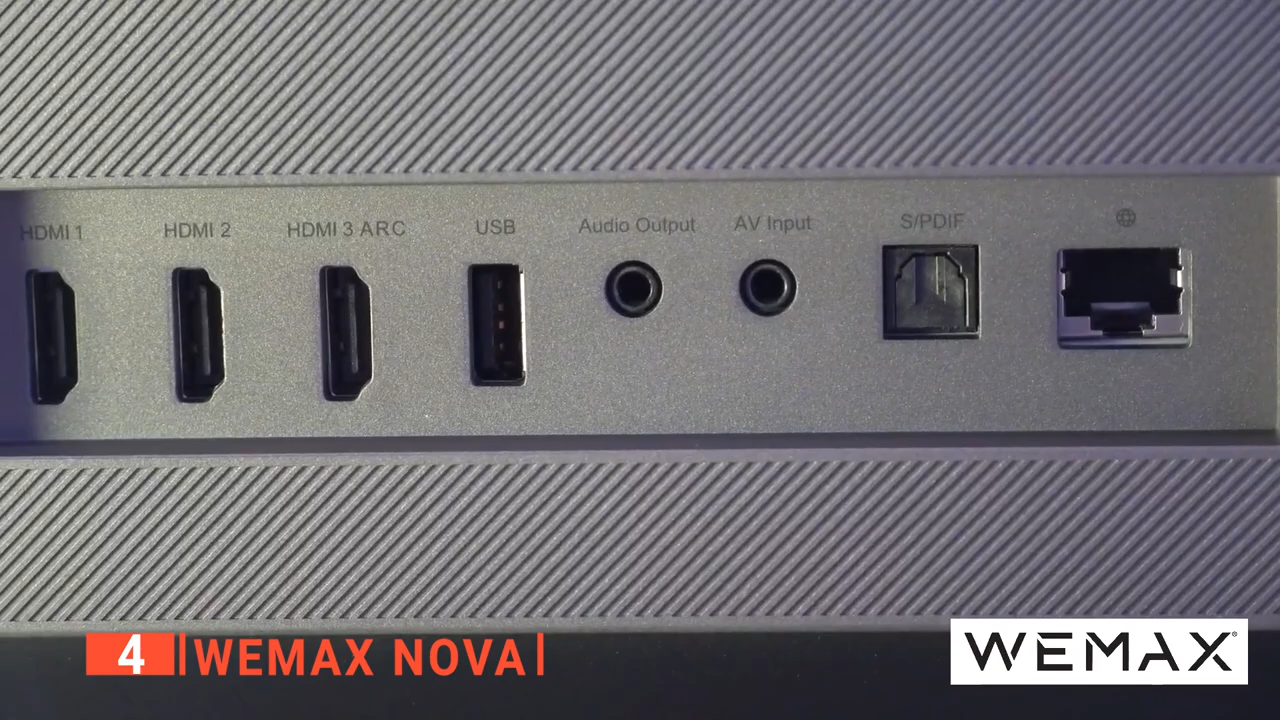 HDMI 1
HDMI 2
HDMI 3 ARC
USB
Audio Output
AV Input
S/PDIF
4
WEMAX NOVA
WEMAX®